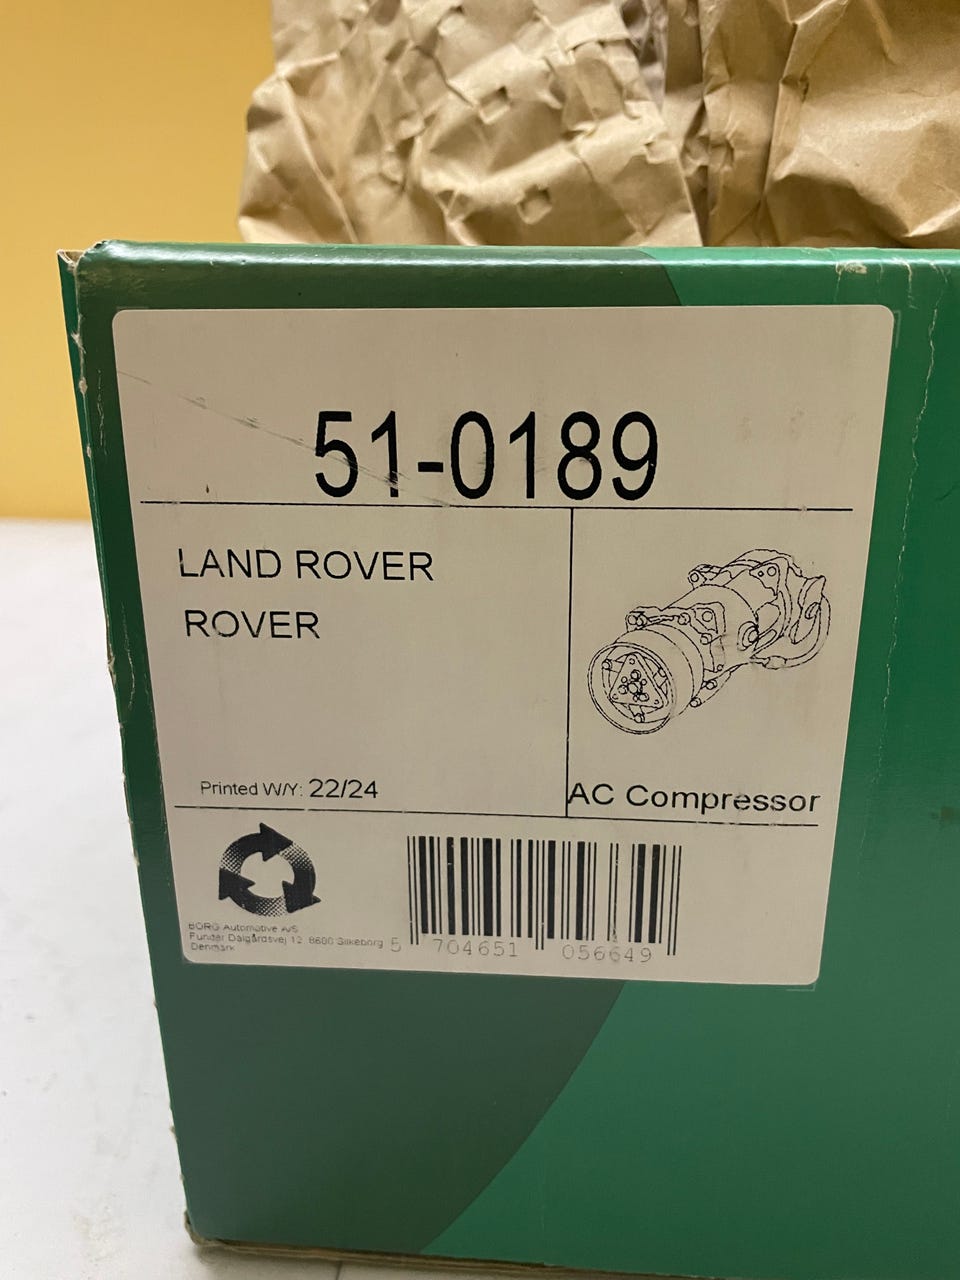 51-0189
LAND ROVER
ROVER
Printed W/Y: 22/24
AC Compressor
BORG Automotive A/S
Funder Dalgårdsvej 12, 8600 Silkeborg
Denmark
5 704651 056649